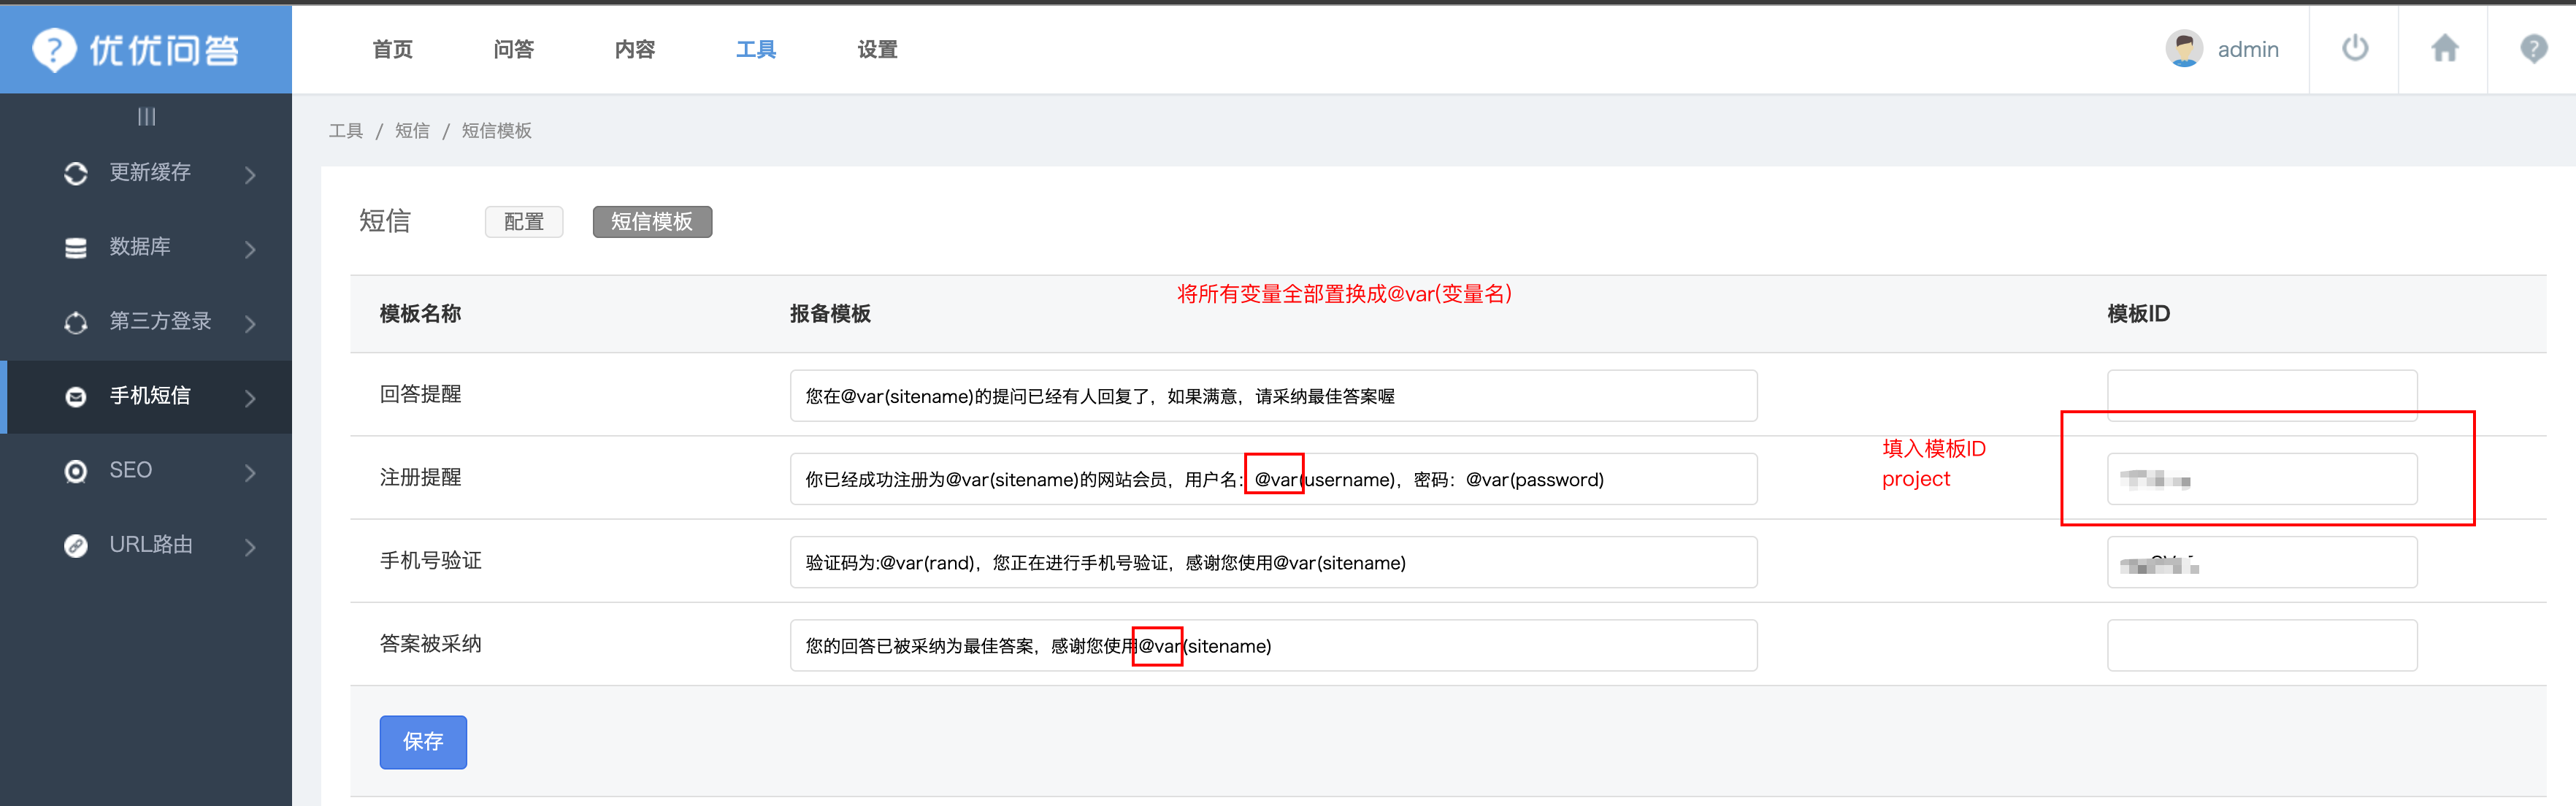 优优问答
首页 问答 内容 工具 设置 admin
工具 / 短信 / 短信模板
更新缓存
数据库
第三方登录
手机短信
SEO
URL路由
短信 配置 短信模板
将所有变量全部置换成@var(变量名)
模板名称 报备模板 模板ID
回答提醒 您在@var(sitename)的提问已经有人回复了，如果满意，请采纳最佳答案喔
填入模板ID
project
注册提醒 你已经成功注册为@var(sitename)的网站会员，用户名：@var(username)，密码：@var(password)
手机号验证 验证码为:@var(rand)，您正在进行手机号验证，感谢您使用@var(sitename)
答案被采纳 您的回答已被采纳为最佳答案，感谢您使用@var(sitename)
保存